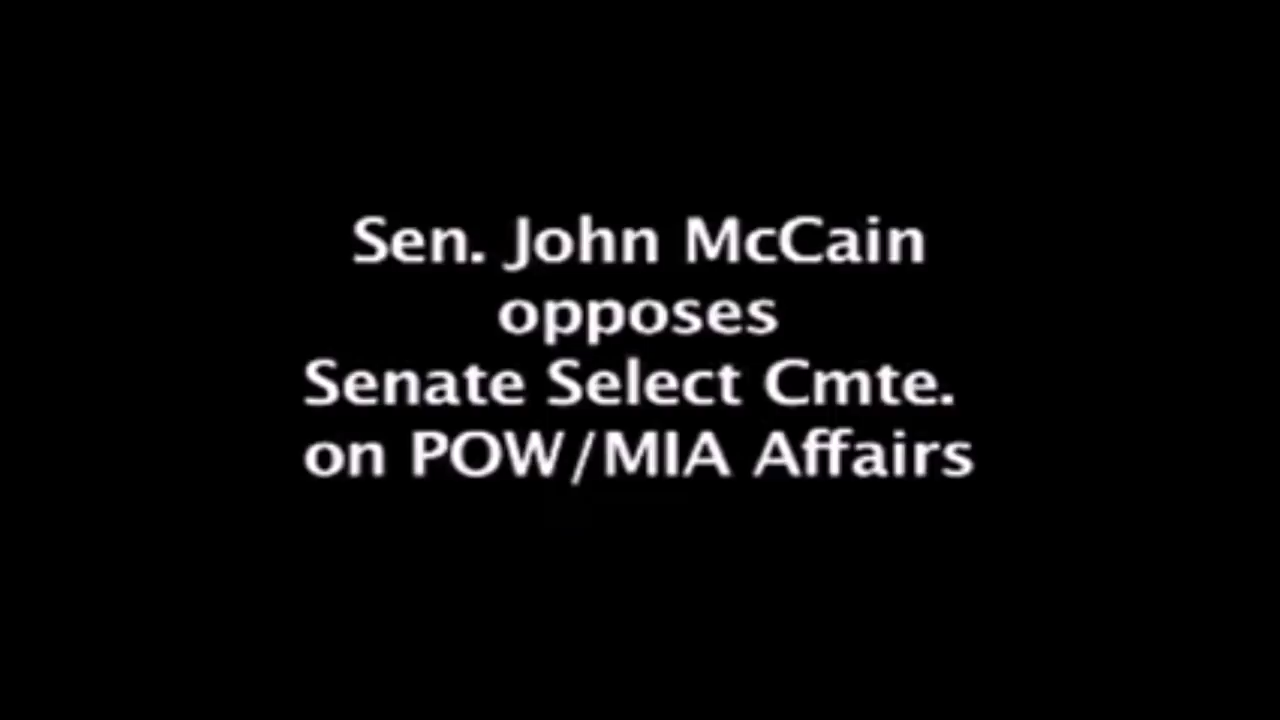 Sen. John McCain
opposes
Senate Select Cmte.
on POW/MIA Affairs